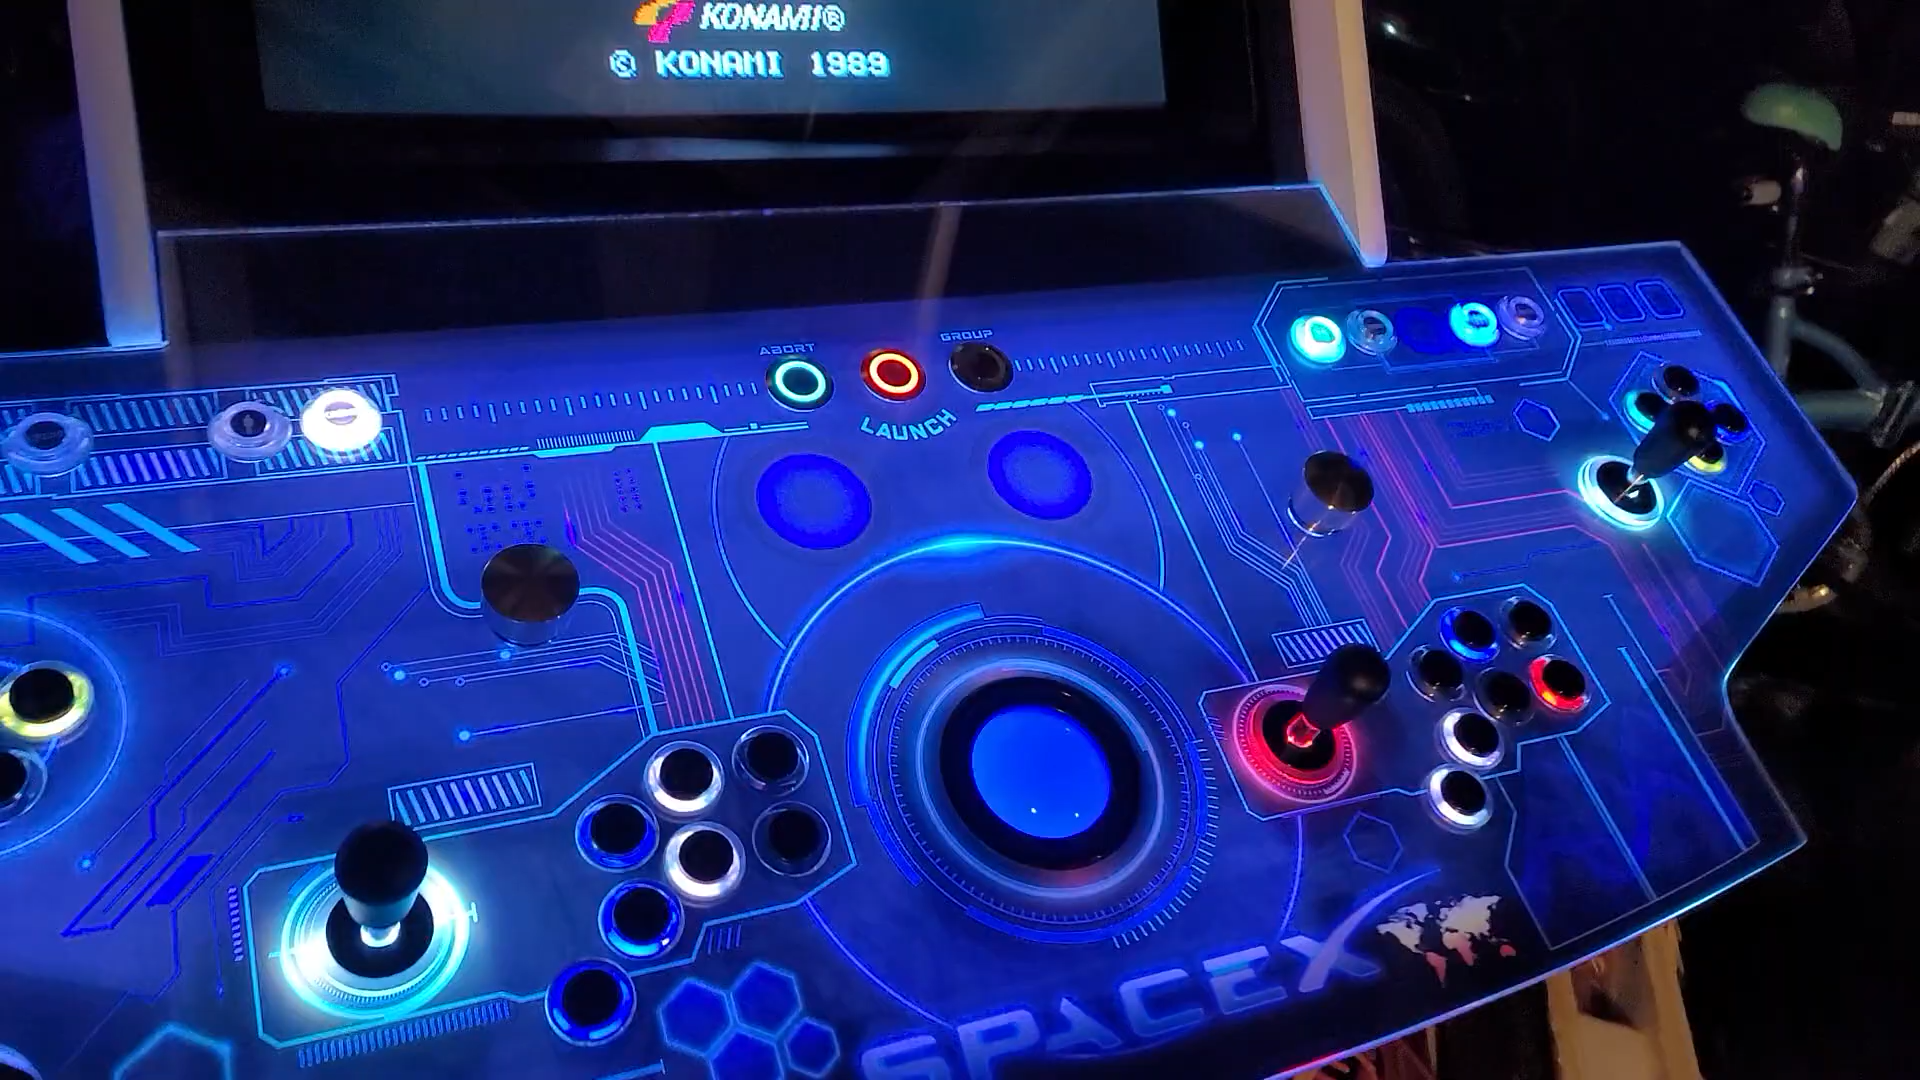 KONAMI®
© KONAMI 1989
ABORT
GROUP
LAUNCH
SPACEX